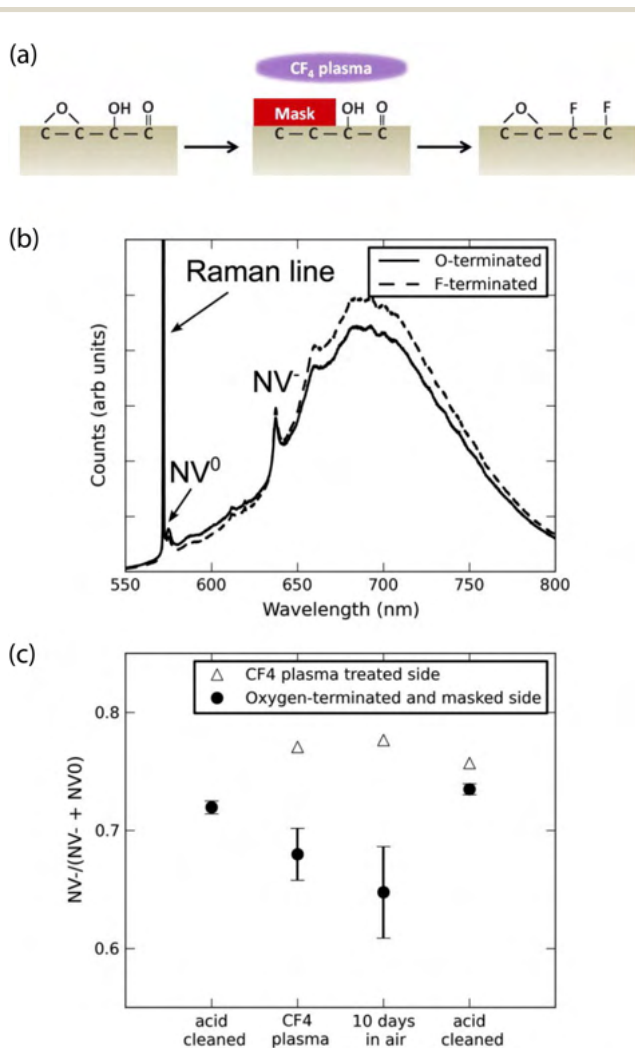 (a)
CF₄ plasma
O
OH
O
C – C – C – C
Mask
OH
O
C – C – C – C
O
F
F
C – C – C – C
(b)
O-terminated
F-terminated
Raman line
NV⁻
NV⁰
Counts (arb units)
550 600 650 700 750 800
Wavelength (nm)
(c)
CF4 plasma treated side
Oxygen-terminated and masked side
0.8
0.7
0.6
NV-/(NV- + NV0)
acid cleaned
CF4 plasma
10 days in air
acid cleaned